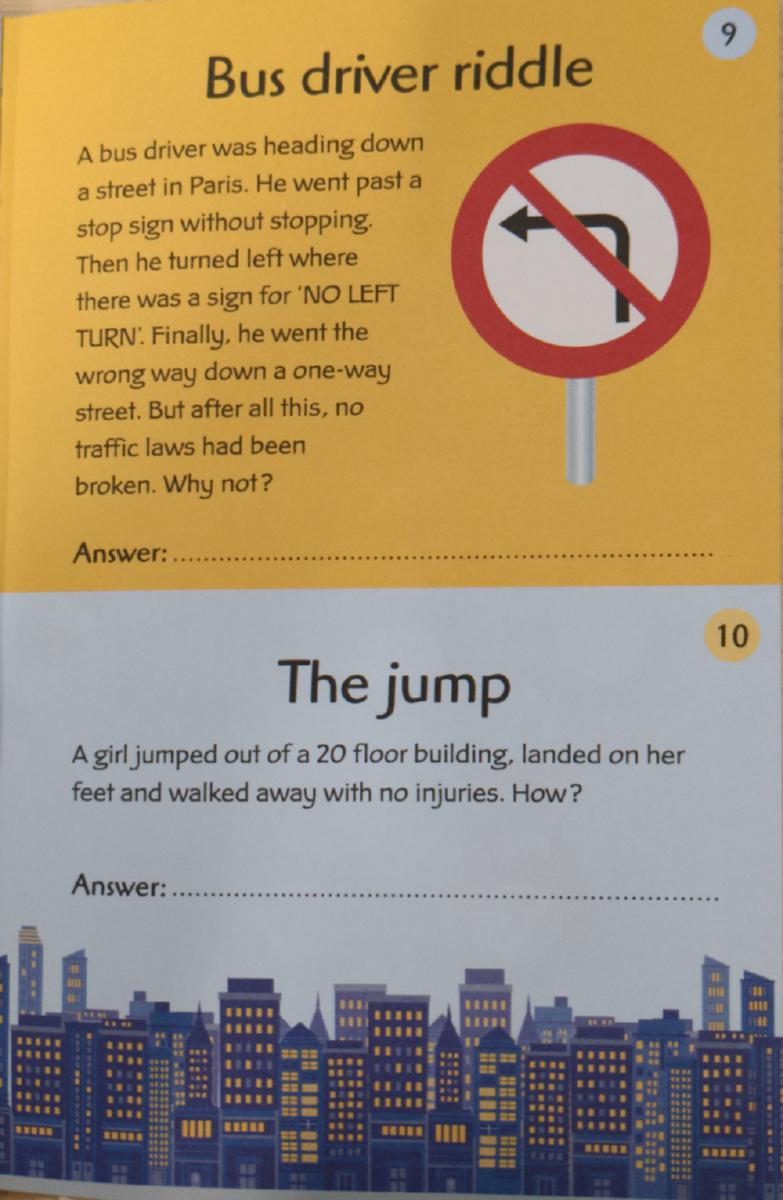 9
Bus driver riddle
A bus driver was heading down
a street in Paris. He went past a
stop sign without stopping.
Then he turned left where
there was a sign for ‘NO LEFT
TURN’. Finally, he went the
wrong way down a one-way
street. But after all this, no
traffic laws had been
broken. Why not?
Answer: ........................................................................
10
The jump
A girl jumped out of a 20 floor building, landed on her
feet and walked away with no injuries. How?
Answer: ........................................................................